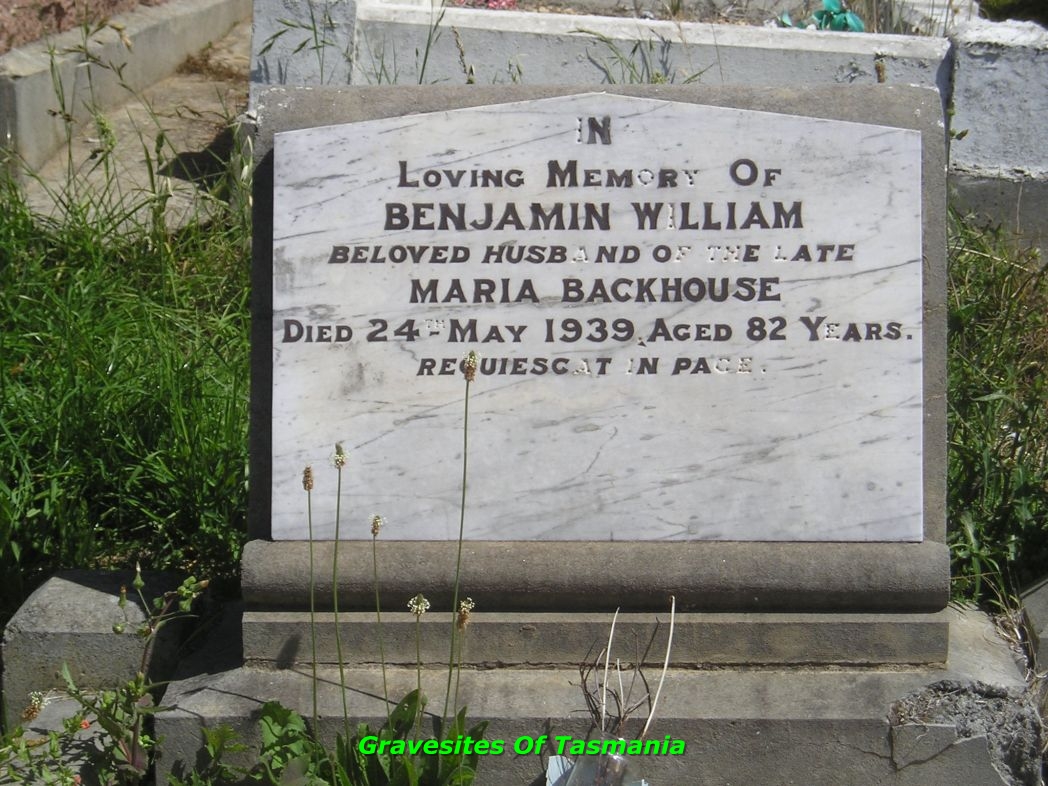 IN
LOVING MEMORY OF
BENJAMIN WILLIAM
BELOVED HUSBAND OF THE LATE
MARIA BACKHOUSE
DIED 24TH MAY 1939, AGED 82 YEARS.
REQUIESCAT IN PACE.
Gravesites Of Tasmania